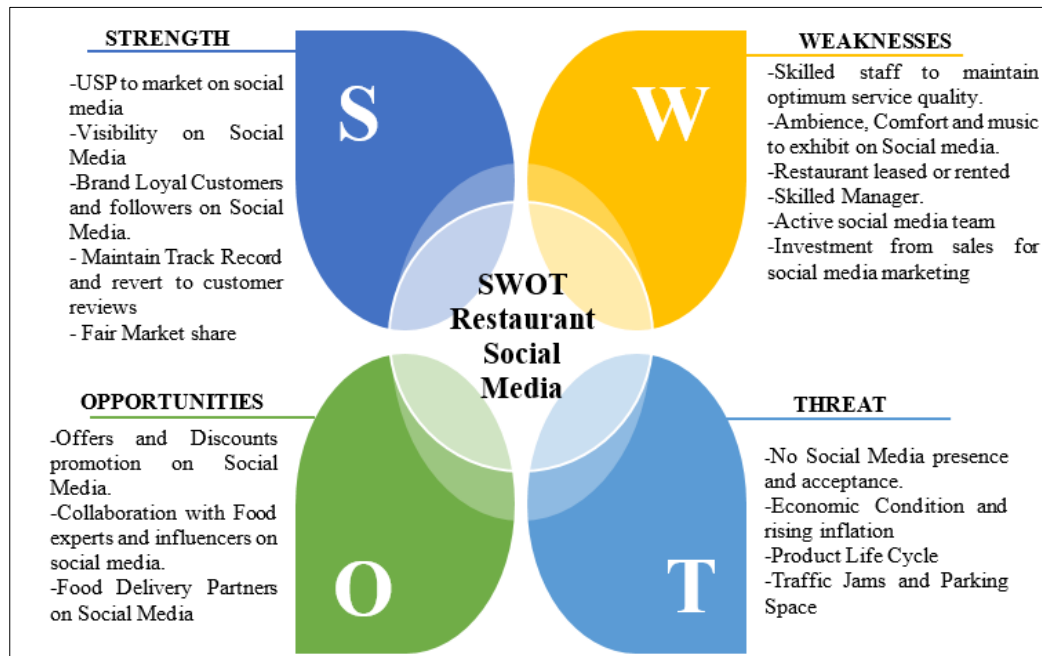 STRENGTH
-USP to market on social
media
-Visibility on Social
Media
-Brand Loyal Customers
and followers on Social
Media.
- Maintain Track Record
and revert to customer
reviews
- Fair Market share
S
W
WEAKNESSES
-Skilled staff to maintain
optimum service quality.
-Ambience, Comfort and music
to exhibit on Social media.
-Restaurant leased or rented
-Skilled Manager.
-Active social media team
-Investment from sales for
social media marketing
SWOT
Restaurant
Social
Media
OPPORTUNITIES
-Offers and Discounts
promotion on Social
Media.
-Collaboration with Food
experts and influencers on
social media.
-Food Delivery Partners
on Social Media
O
T
THREAT
-No Social Media presence
and acceptance.
-Economic Condition and
rising inflation
-Product Life Cycle
-Traffic Jams and Parking
Space